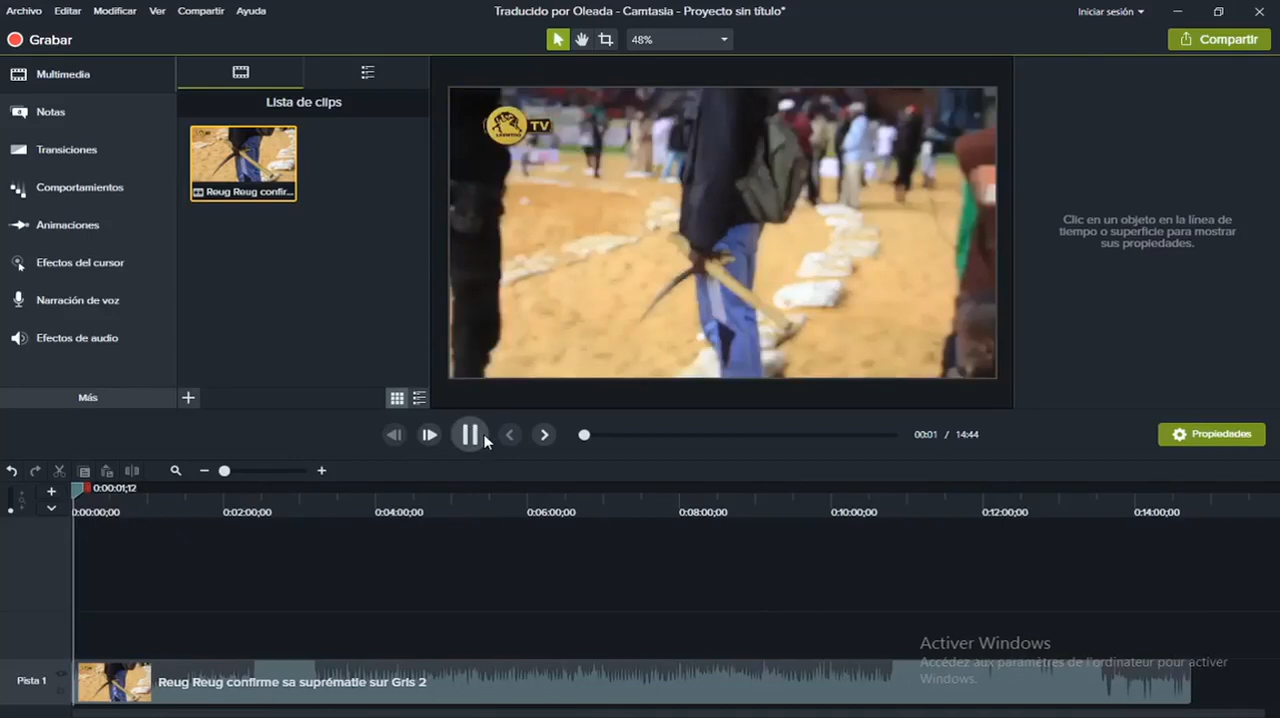 Archivo Editar Modificar Ver Compartir Ayuda
Traducido por Oleada - Camtasia - Proyecto sin título*
Iniciar sesión
Grabar
48%
Compartir
Multimedia
Notas
Transiciones
Comportamientos
Animaciones
Efectos del cursor
Narración de voz
Efectos de audio
Más
Lista de clips
Reug Reug confir...
TV
Clic en un objeto en la línea de
tiempo o superficie para mostrar
sus propiedades.
00:01 / 14:44
Propiedades
0:00:01;12
0:00:00;00 0:02:00;00 0:04:00;00 0:06:00;00 0:08:00;00 0:10:00;00 0:12:00;00 0:14:00;00
Pista 1
Reug Reug confirme sa suprématie sur Gris 2
Activer Windows
Accédez aux paramètres de l'ordinateur pour activer
Windows.